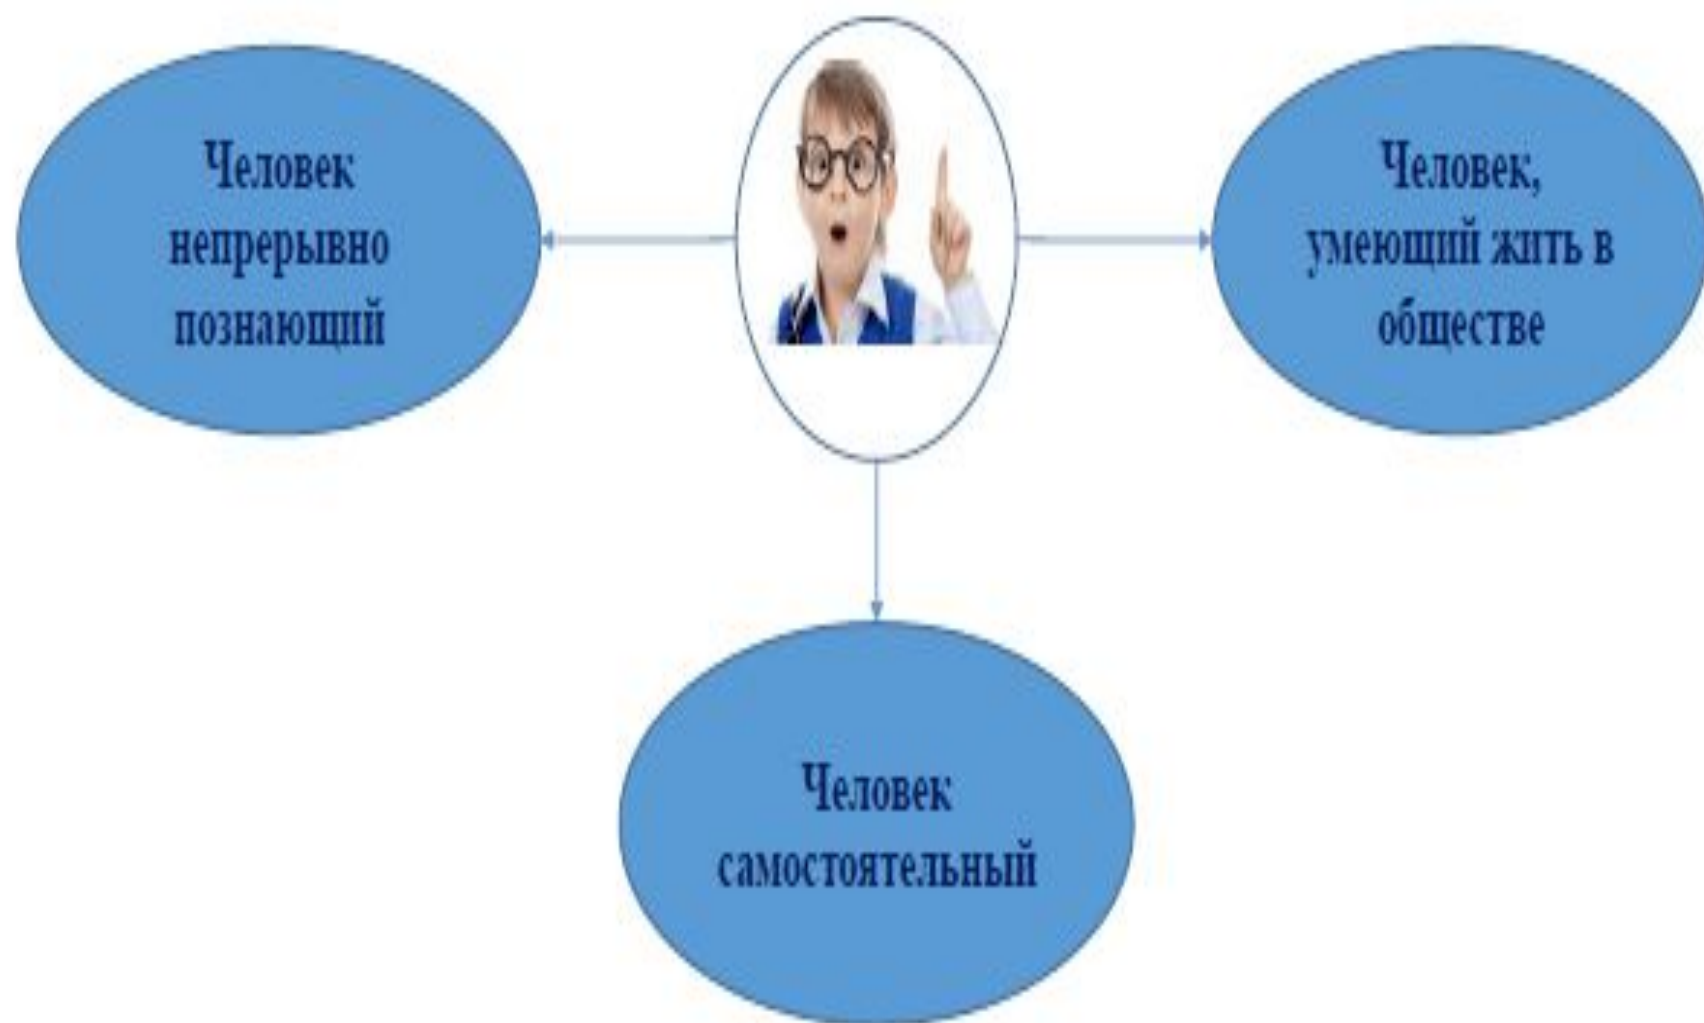 Человек
непрерывно
познающий
Человек,
умеющий жить в
обществе
Человек
самостоятельный